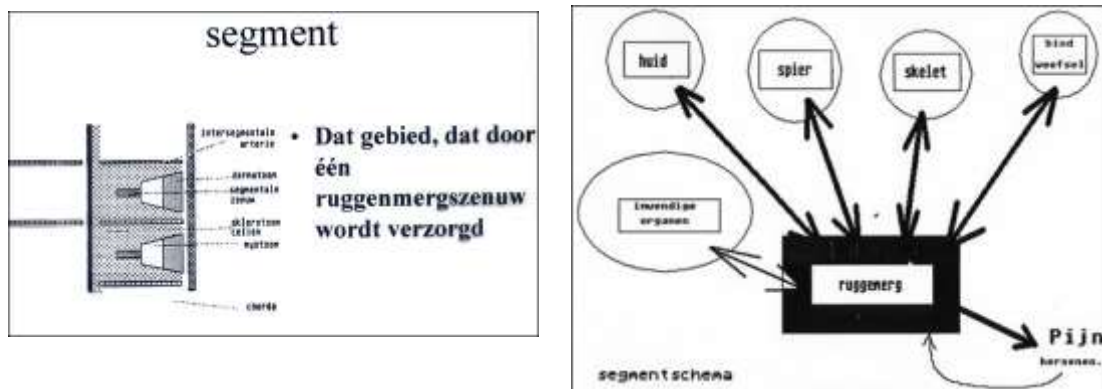 segment
intersegmentale
arterie
dermatoom
segmentale
zenuw
sklerotoom
cellen
myotoom
chorda
• Dat gebied, dat door
één
ruggenmergszenuw
wordt verzorgd
huid
spier
skelet
bind
weefsel
inwendige
organen
ruggemerg
Pijn
hersenen.
segmentschema